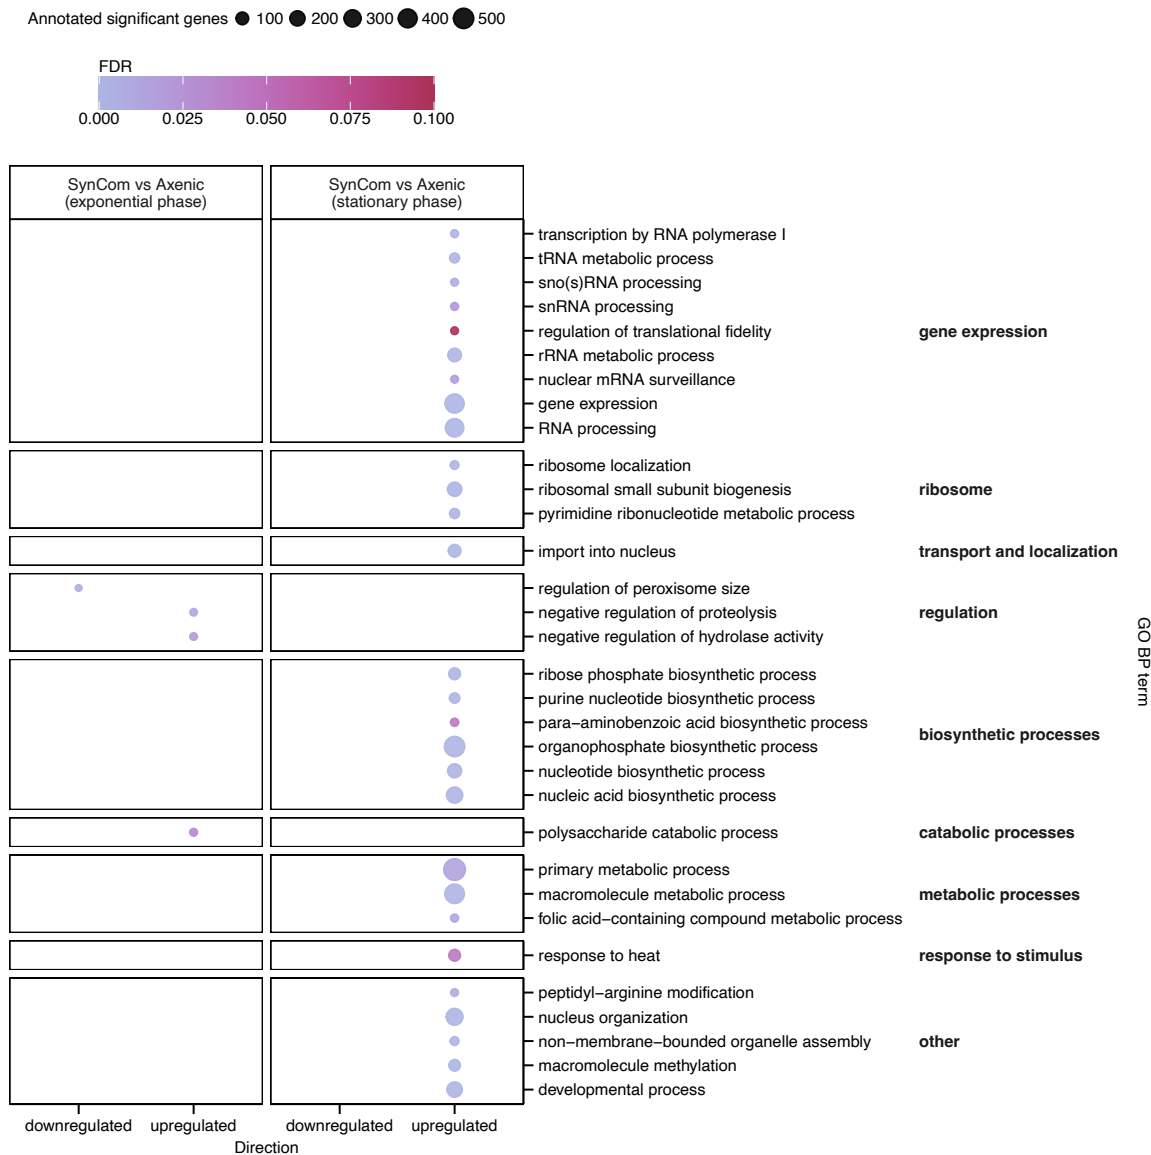 Annotated significant genes 100 200 300 400 500
FDR
0.000 0.025 0.050 0.075 0.100
SynCom vs Axenic
(exponential phase)
SynCom vs Axenic
(stationary phase)
transcription by RNA polymerase I
tRNA metabolic process
sno(s)RNA processing
snRNA processing
regulation of translational fidelity
rRNA metabolic process
nuclear mRNA surveillance
gene expression
RNA processing
gene expression
ribosome localization
ribosomal small subunit biogenesis
pyrimidine ribonucleotide metabolic process
ribosome
import into nucleus
transport and localization
regulation of peroxisome size
negative regulation of proteolysis
negative regulation of hydrolase activity
regulation
ribose phosphate biosynthetic process
purine nucleotide biosynthetic process
para−aminobenzoic acid biosynthetic process
organophosphate biosynthetic process
nucleotide biosynthetic process
nucleic acid biosynthetic process
biosynthetic processes
polysaccharide catabolic process
catabolic processes
primary metabolic process
macromolecule metabolic process
folic acid−containing compound metabolic process
metabolic processes
response to heat
response to stimulus
peptidyl−arginine modification
nucleus organization
non−membrane−bounded organelle assembly
macromolecule methylation
developmental process
other
GO BP term
downregulated upregulated downregulated upregulated
Direction